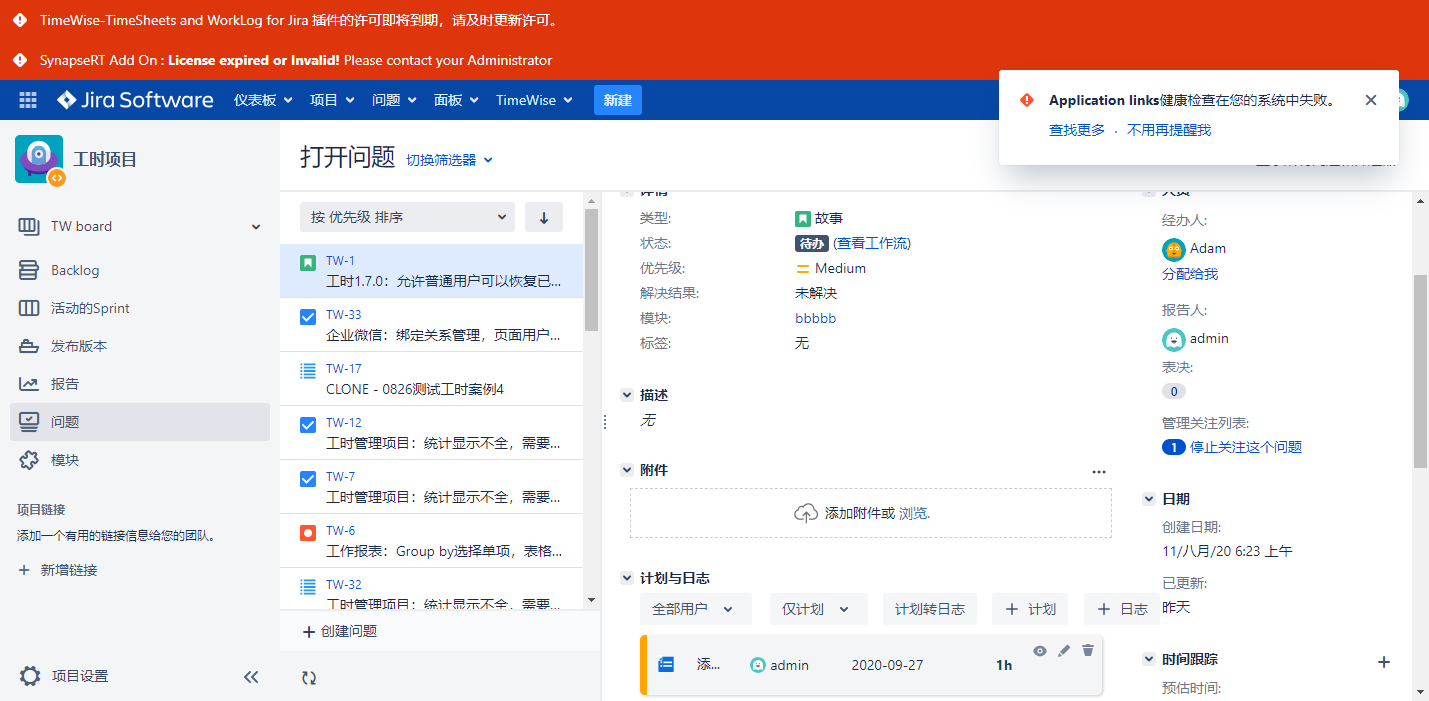 TimeWise-TimeSheets and WorkLog for Jira 插件的许可即将到期，请及时更新许可。
SynapseRT Add On : License expired or Invalid! Please contact your Administrator
Jira Software 仪表板 项目 问题 面板 TimeWise 新建
Application links健康检查在您的系统中失败。
查找更多 · 不用再提醒我
工时项目
TW board
Backlog
活动的Sprint
发布版本
报告
问题
模块
项目链接
添加一个有用的链接信息给您的团队。
新增链接
项目设置
打开问题 切换筛选器
按 优先级 排序
TW-1
工时1.7.0：允许普通用户可以恢复已...
TW-33
企业微信：绑定关系管理，页面用户...
TW-17
CLONE - 0826测试工时案例4
TW-12
工时管理项目：统计显示不全，需要...
TW-7
工时管理项目：统计显示不全，需要...
TW-6
工作报表：Group by选择单项，表格...
TW-32
工时管理项目：统计显示不全，需要...
创建问题
详情
类型: 故事
状态: 待办 (查看工作流)
优先级: Medium
解决结果: 未解决
模块: bbbbb
标签: 无
描述
无
附件
添加附件或 浏览.
计划与日志
全部用户 仅计划 计划转日志 计划 日志
添... admin 2020-09-27 1h
人员
经办人:
Adam
分配给我
报告人:
admin
表决:
0
管理关注列表:
1 停止关注这个问题
日期
创建日期:
11/八月/20 6:23 上午
已更新:
昨天
时间跟踪
预估时间: